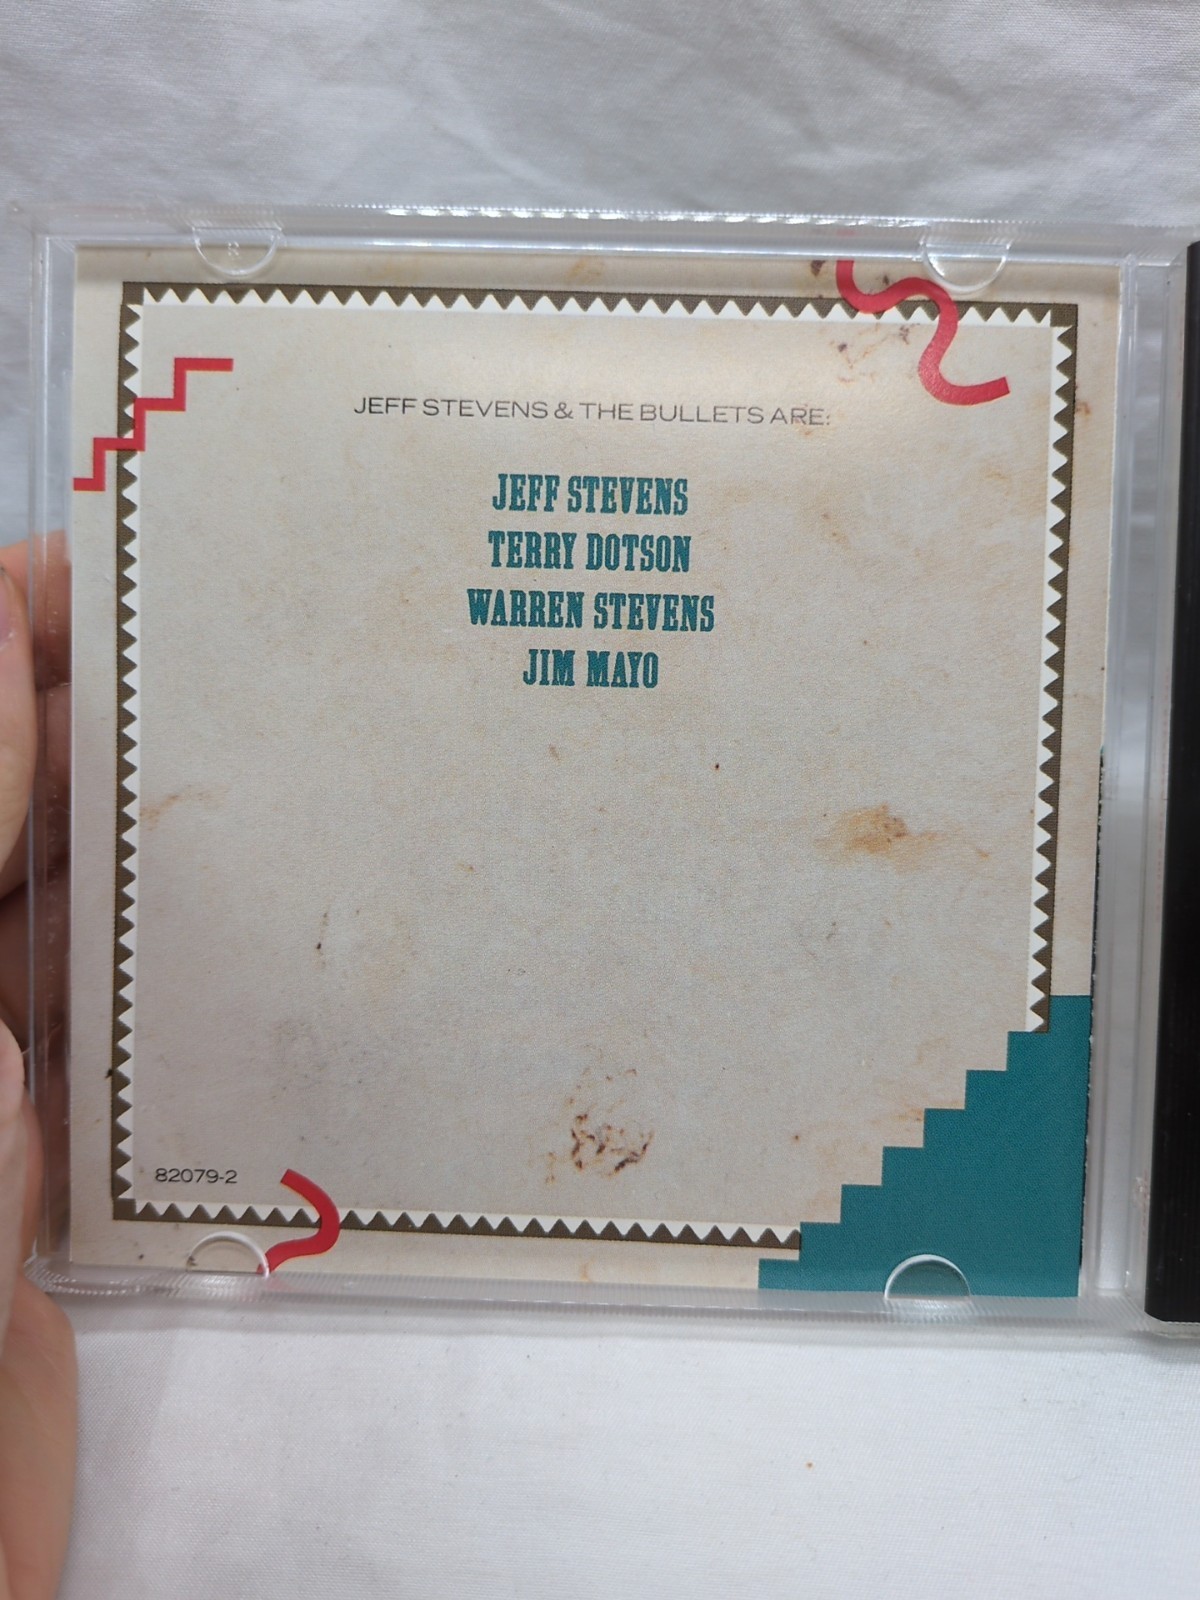 JEFF STEVENS & THE BULLETS ARE:
JEFF STEVENS
TERRY DOTSON
WARREN STEVENS
JIM MAYO
82079-2